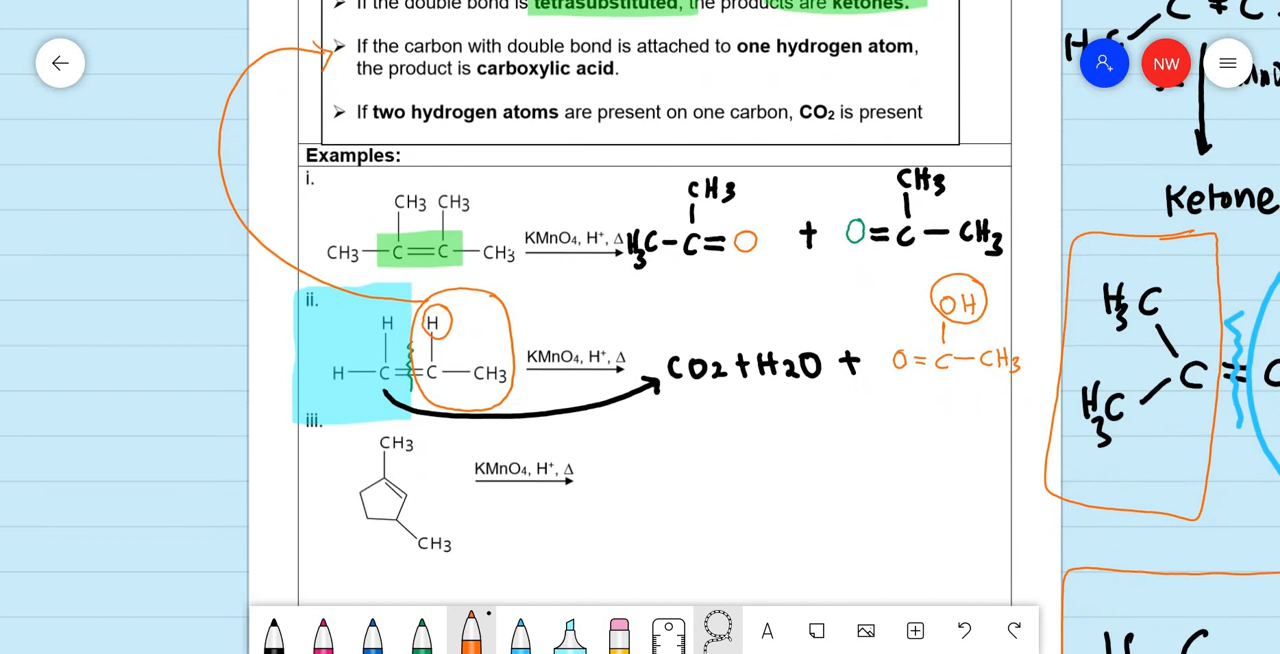 If the double bond is tetrasubstituted, the products are ketones.
If the carbon with double bond is attached to one hydrogen atom,
the product is carboxylic acid.
If two hydrogen atoms are present on one carbon, CO2 is present
Examples:
i.
CH3 CH3
CH3 C C CH3
KMnO4, H+, Δ
CH3
H3C-C=O + O=C-CH3
CH3
ii.
H H
H C C CH3
KMnO4, H+, Δ
CO2+H2O +
OH
O=C-CH3
iii.
CH3
CH3
KMnO4, H+, Δ
NW
Ketone
H3C
H3C
C
A